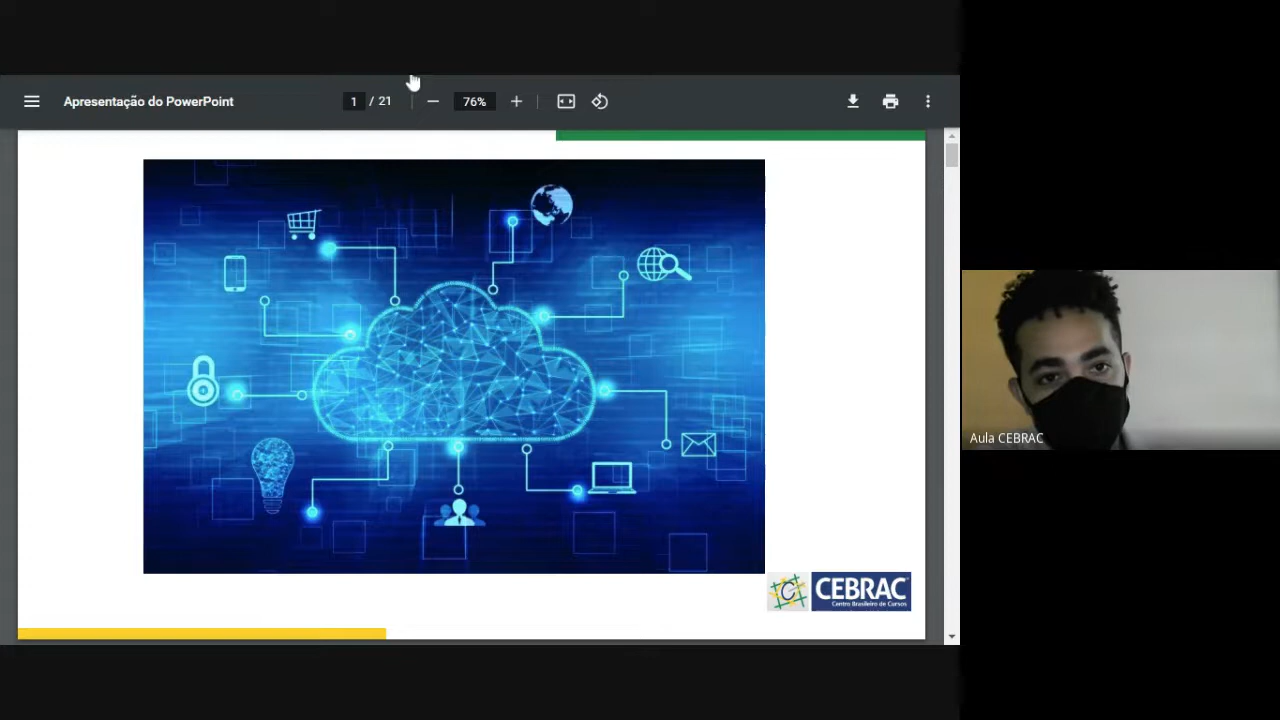 Apresentação do PowerPoint
1 / 21
76%
CEBRAC
Centro Brasileiro de Cursos
Aula CEBRAC